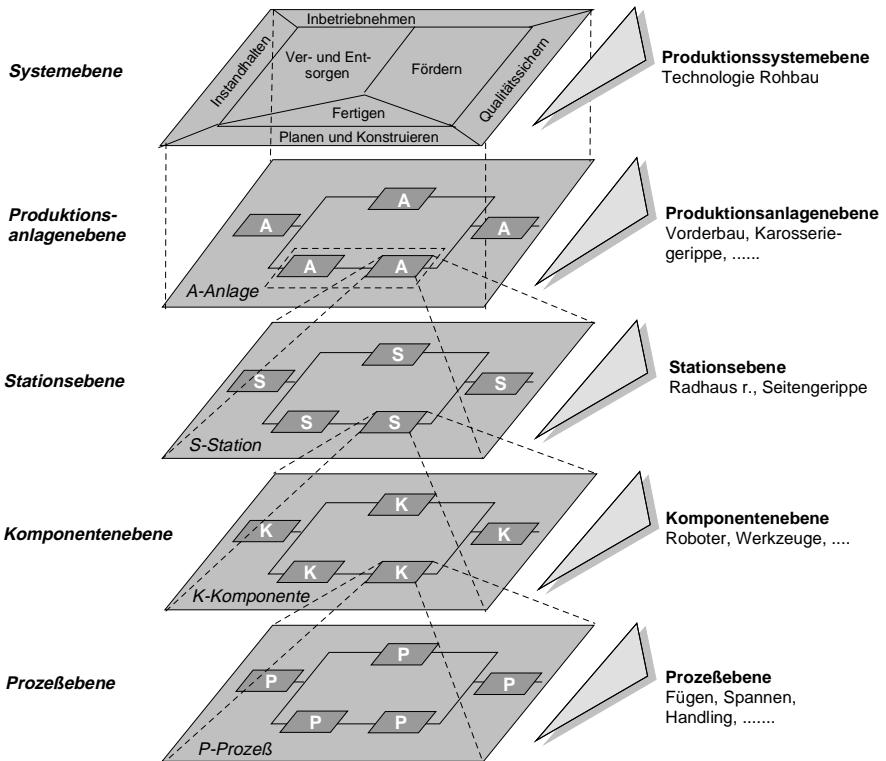 Systemebene
Inbetriebnehmen
Instandhalten
Ver- und Ent-
sorgen
Fördern
Qualitätssichern
Fertigen
Planen und Konstruieren
Produktionssystemebene
Technologie Rohbau
Produktions-
anlagenebene
A
A
A
A
A
A-Anlage
Produktionsanlagenebene
Vorderbau, Karosserie-
gerippe, ......
Stationsebene
S
S
S
S
S
S-Station
Stationsebene
Radhaus r., Seitengerippe
Komponentenebene
K
K
K
K
K
K-Komponente
Komponentenebene
Roboter, Werkzeuge, ....
Prozeßebene
P
P
P
P
P
P-Prozeß
Prozeßebene
Fügen, Spannen,
Handling, .......